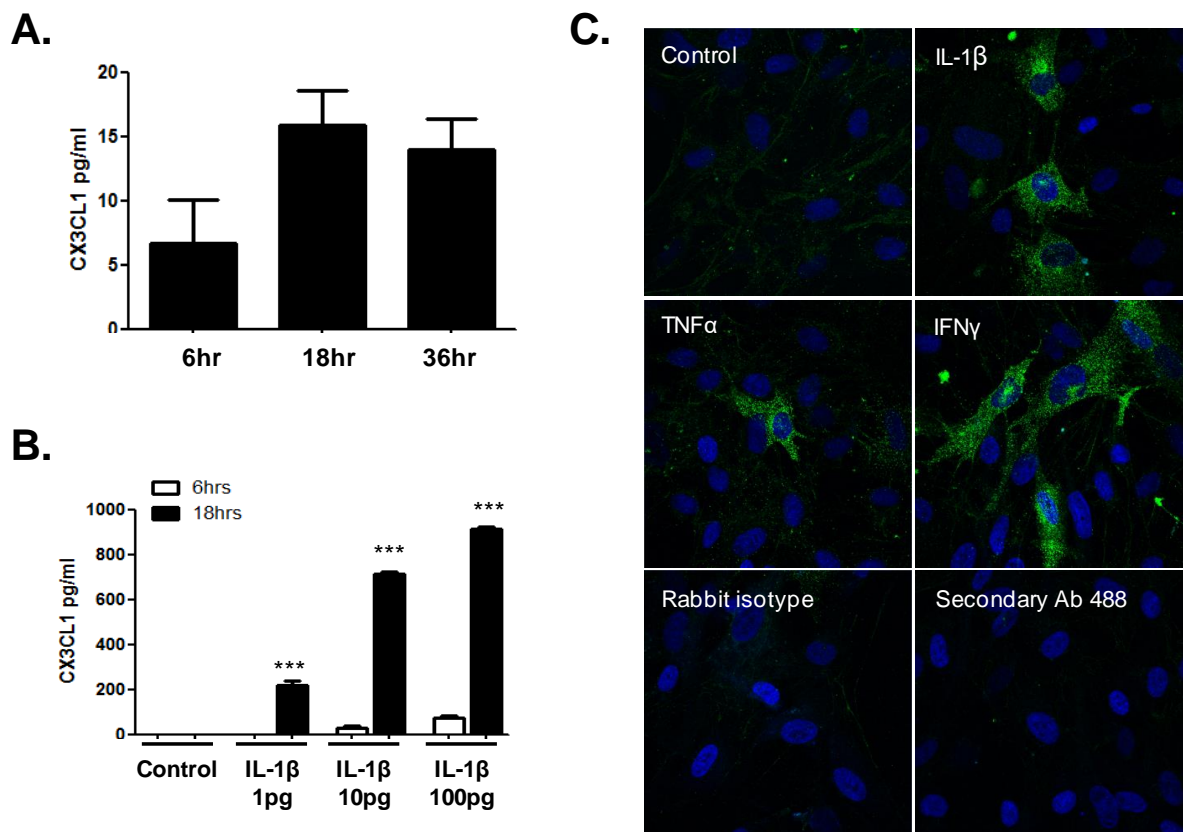 A.
CX3CL1 pg/ml
20
15
10
5
0
6hr
18hr
36hr
B.
6hrs
18hrs
CX3CL1 pg/ml
1000
800
600
400
200
0
***
***
***
Control
IL-1β
1pg
IL-1β
10pg
IL-1β
100pg
C.
Control
IL-1β
TNFα
IFNγ
Rabbit isotype
Secondary Ab 488